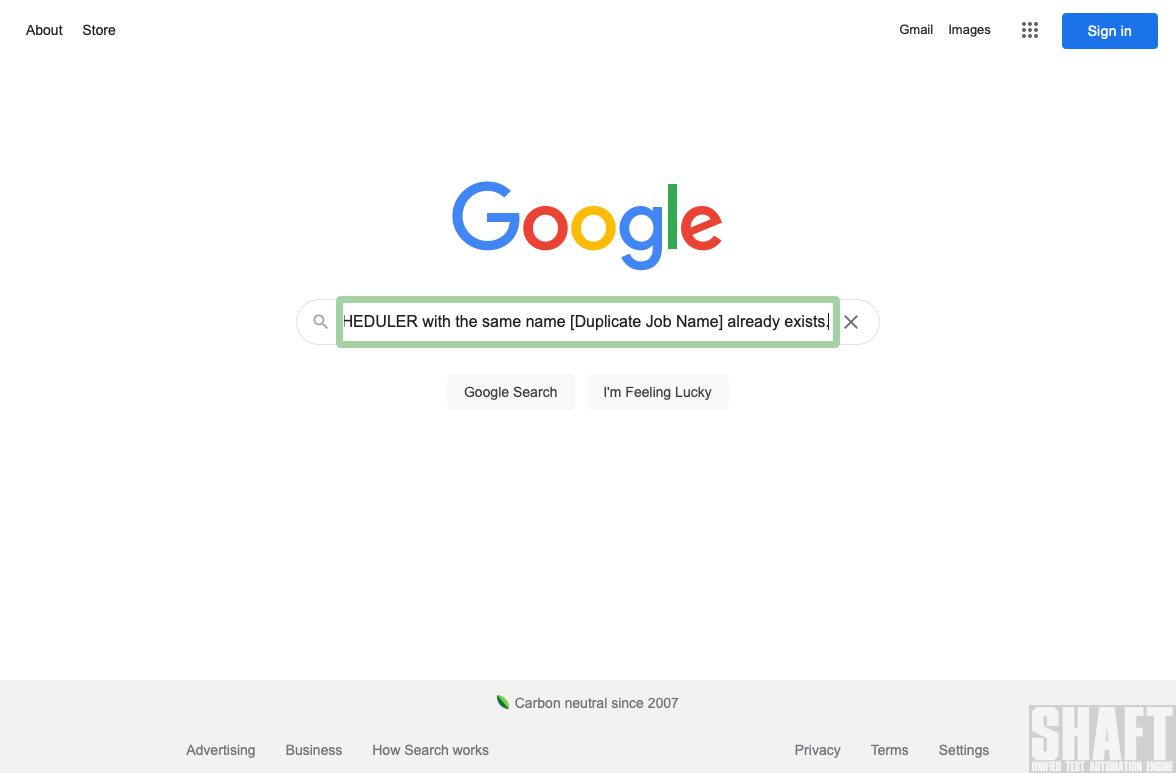 About Store
Gmail Images
Sign in
Google
HEDULER with the same name [Duplicate Job Name] already exists.
Google Search
I'm Feeling Lucky
Carbon neutral since 2007
Advertising Business How Search works
Privacy Terms Settings
SHAFT
UNIFIED TEST AUTOMATION ENGINE